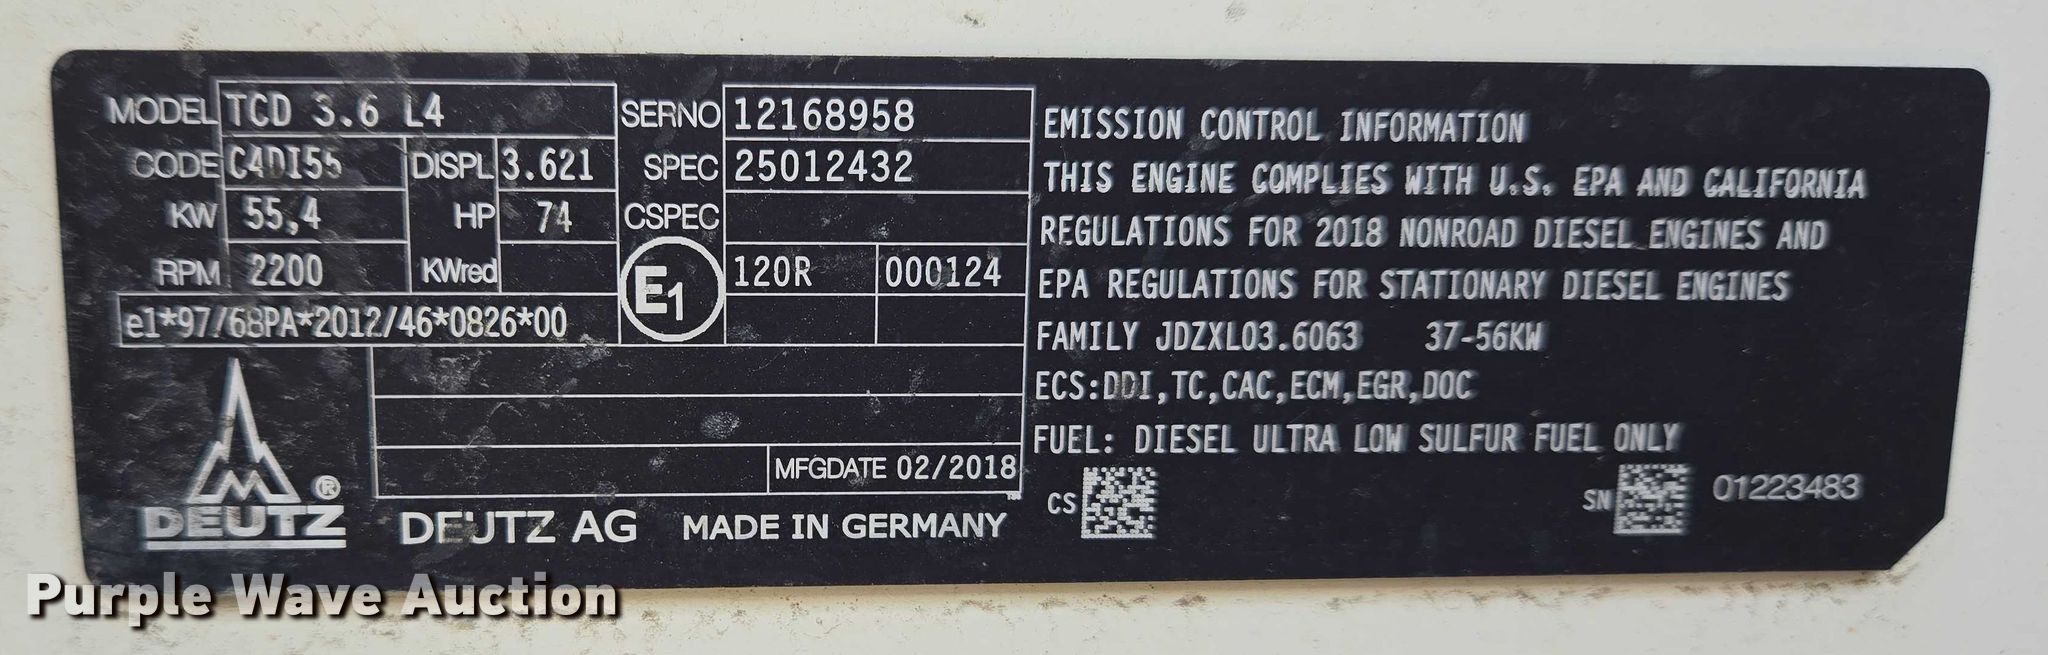 MODEL TCD 3.6 L4 SERNO 12168958
CODE C4DI55 DISPL 3.621 SPEC 25012432
KW 55,4 HP 74 CSPEC
RPM 2200 KWred E1 120R 000124
e1*97/68PA*2012/46*0826*00
MFGDATE 02/2018
DEUTZ ®
DEUTZ AG MADE IN GERMANY
EMISSION CONTROL INFORMATION
THIS ENGINE COMPLIES WITH U.S. EPA AND CALIFORNIA
REGULATIONS FOR 2018 NONROAD DIESEL ENGINES AND
EPA REGULATIONS FOR STATIONARY DIESEL ENGINES
FAMILY JDZXL03.6063 37-56KW
ECS:DDI,TC,CAC,ECM,EGR,DOC
FUEL: DIESEL ULTRA LOW SULFUR FUEL ONLY
CS SN 01223483
Purple Wave Auction